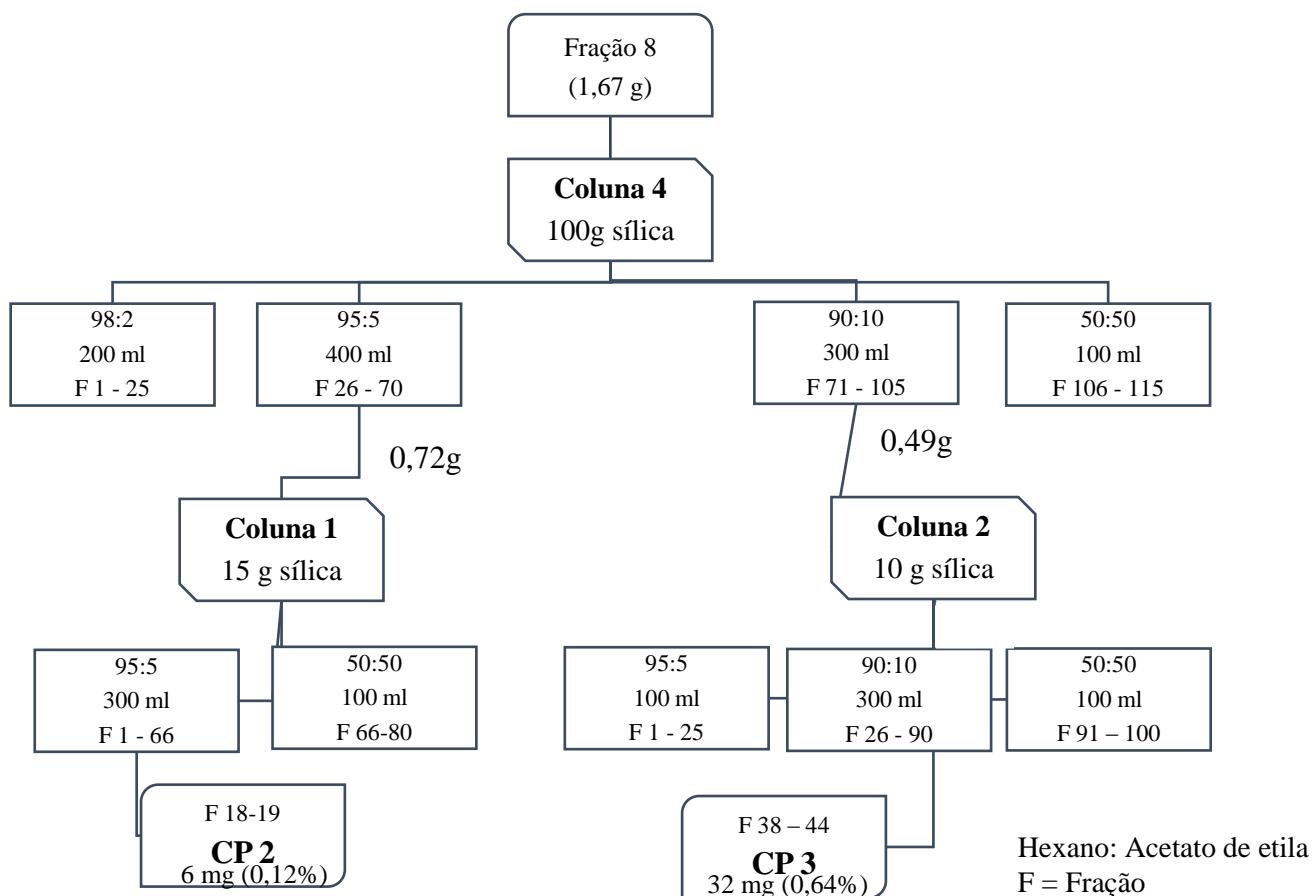 Fração 8
(1,67 g)
Coluna 4
100g sílica
98:2
200 ml
F 1 - 25
95:5
400 ml
F 26 - 70
90:10
300 ml
F 71 - 105
50:50
100 ml
F 106 - 115
0,72g
0,49g
Coluna 1
15 g sílica
Coluna 2
10 g sílica
95:5
300 ml
F 1 - 66
50:50
100 ml
F 66-80
95:5
100 ml
F 1 - 25
90:10
300 ml
F 26 - 90
50:50
100 ml
F 91 – 100
F 18-19
CP 2
6 mg (0,12%)
F 38 – 44
CP 3
32 mg (0,64%)
Hexano: Acetato de etila
F = Fração